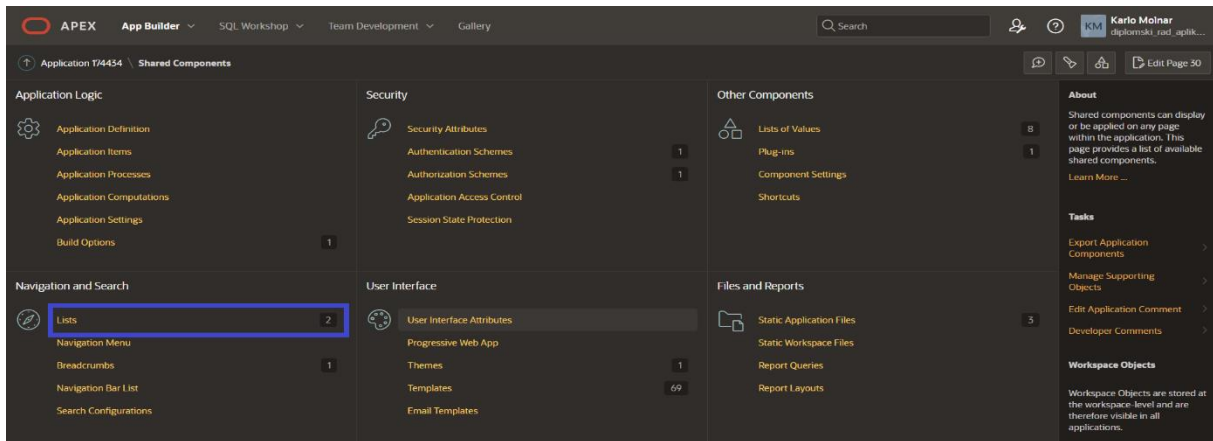 APEX App Builder SQL Workshop Team Development Gallery Search KM Karlo Molnar
diplomski_rad_aplik...
Application 174434 \ Shared Components Edit Page 30
Application Logic
Application Definition
Application Items
Application Processes
Application Computations
Application Settings
Build Options 1
Security
Security Attributes
Authentication Schemes 1
Authorization Schemes 1
Application Access Control
Session State Protection
Other Components
Lists of Values 8
Plug-ins 1
Component Settings
Shortcuts
Navigation and Search
Lists 2
Navigation Menu
Breadcrumbs 1
Navigation Bar List
Search Configurations
User Interface
User Interface Attributes
Progressive Web App
Themes 1
Templates 69
Email Templates
Files and Reports
Static Application Files 3
Static Workspace Files
Report Queries
Report Layouts
About
Shared components can display
or be applied on any page
within the application. This
page provides a list of available
shared components.
Learn More ...
Tasks
Export Application
Components
Manage Supporting
Objects
Edit Application Comment
Developer Comments
Workspace Objects
Workspace Objects are stored at
the workspace-level and are
therefore visible in all
applications.